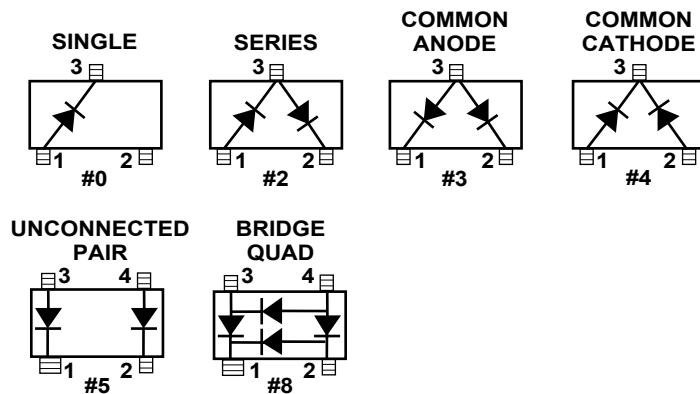 SINGLE
3
1 2
#0
SERIES
3
1 2
#2
COMMON
ANODE
3
1 2
#3
COMMON
CATHODE
3
1 2
#4
UNCONNECTED
PAIR
3 4
1 2
#5
BRIDGE
QUAD
3 4
1 2
#8